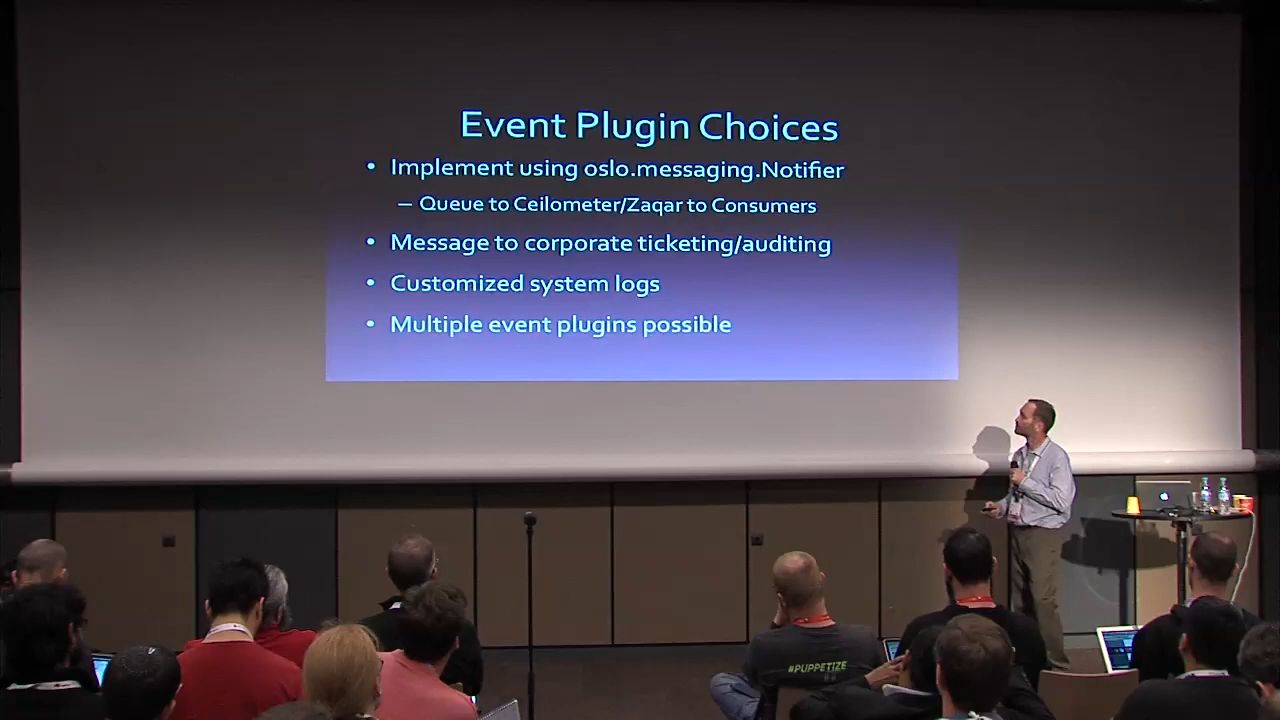 Event Plugin Choices
• Implement using oslo.messaging.Notifier
– Queue to Ceilometer/Zaqar to Consumers
• Message to corporate ticketing/auditing
• Customized system logs
• Multiple event plugins possible
#PUPPETIZE